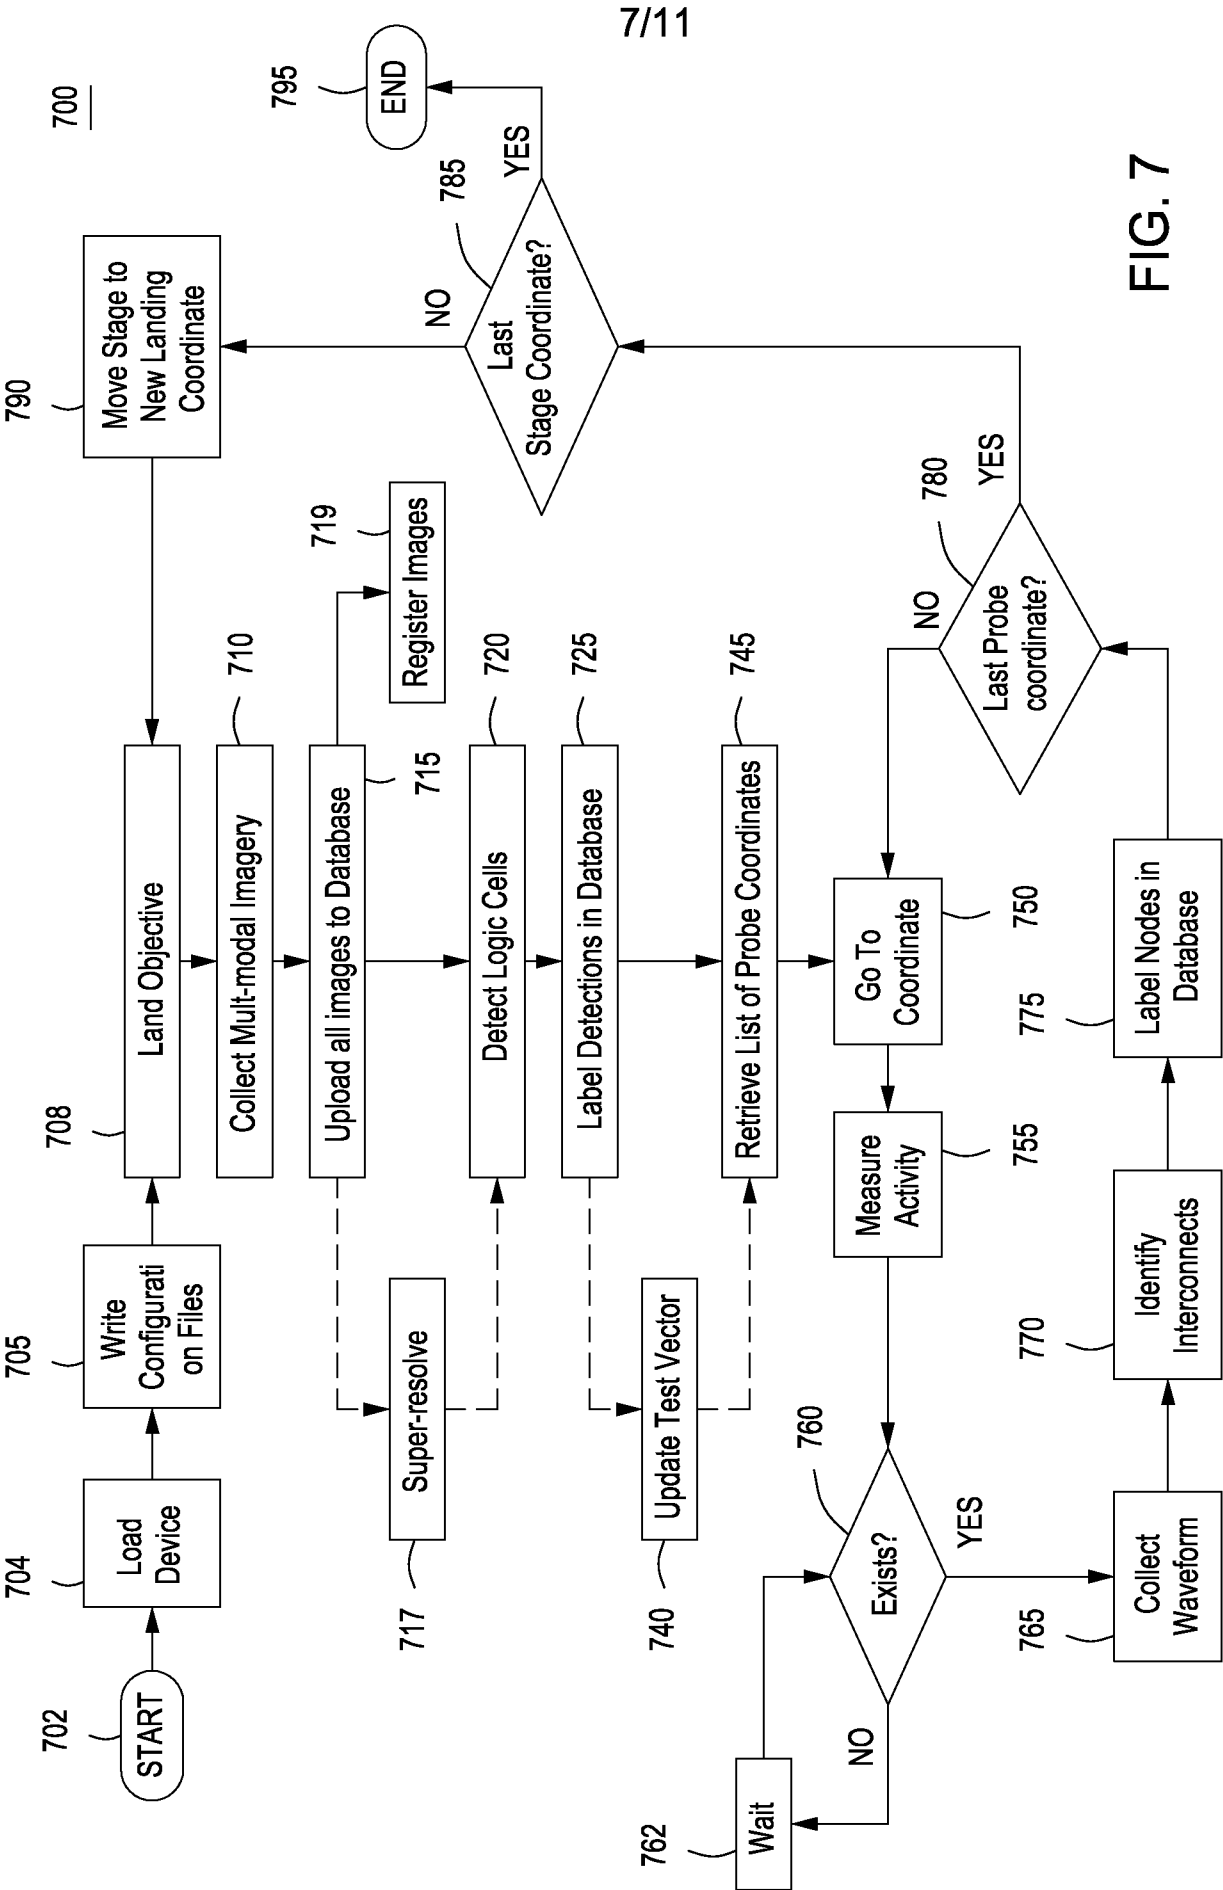 7/11
700
702
START
704
Load
Device
705
Write
Configurati
on Files
708
Land Objective
790
Move Stage to
New Landing
Coordinate
710
Collect Mult-modal Imagery
715
Upload all images to Database
717
Super-resolve
719
Register Images
720
Detect Logic Cells
725
Label Detections in Database
740
Update Test Vector
745
Retrieve List of Probe Coordinates
750
Go To
Coordinate
755
Measure
Activity
760
Exists?
NO
YES
762
Wait
765
Collect
Waveform
770
Identify
Interconnects
775
Label Nodes in
Database
780
Last Probe
coordinate?
NO
YES
785
Last
Stage Coordinate?
NO
YES
795
END
FIG. 7